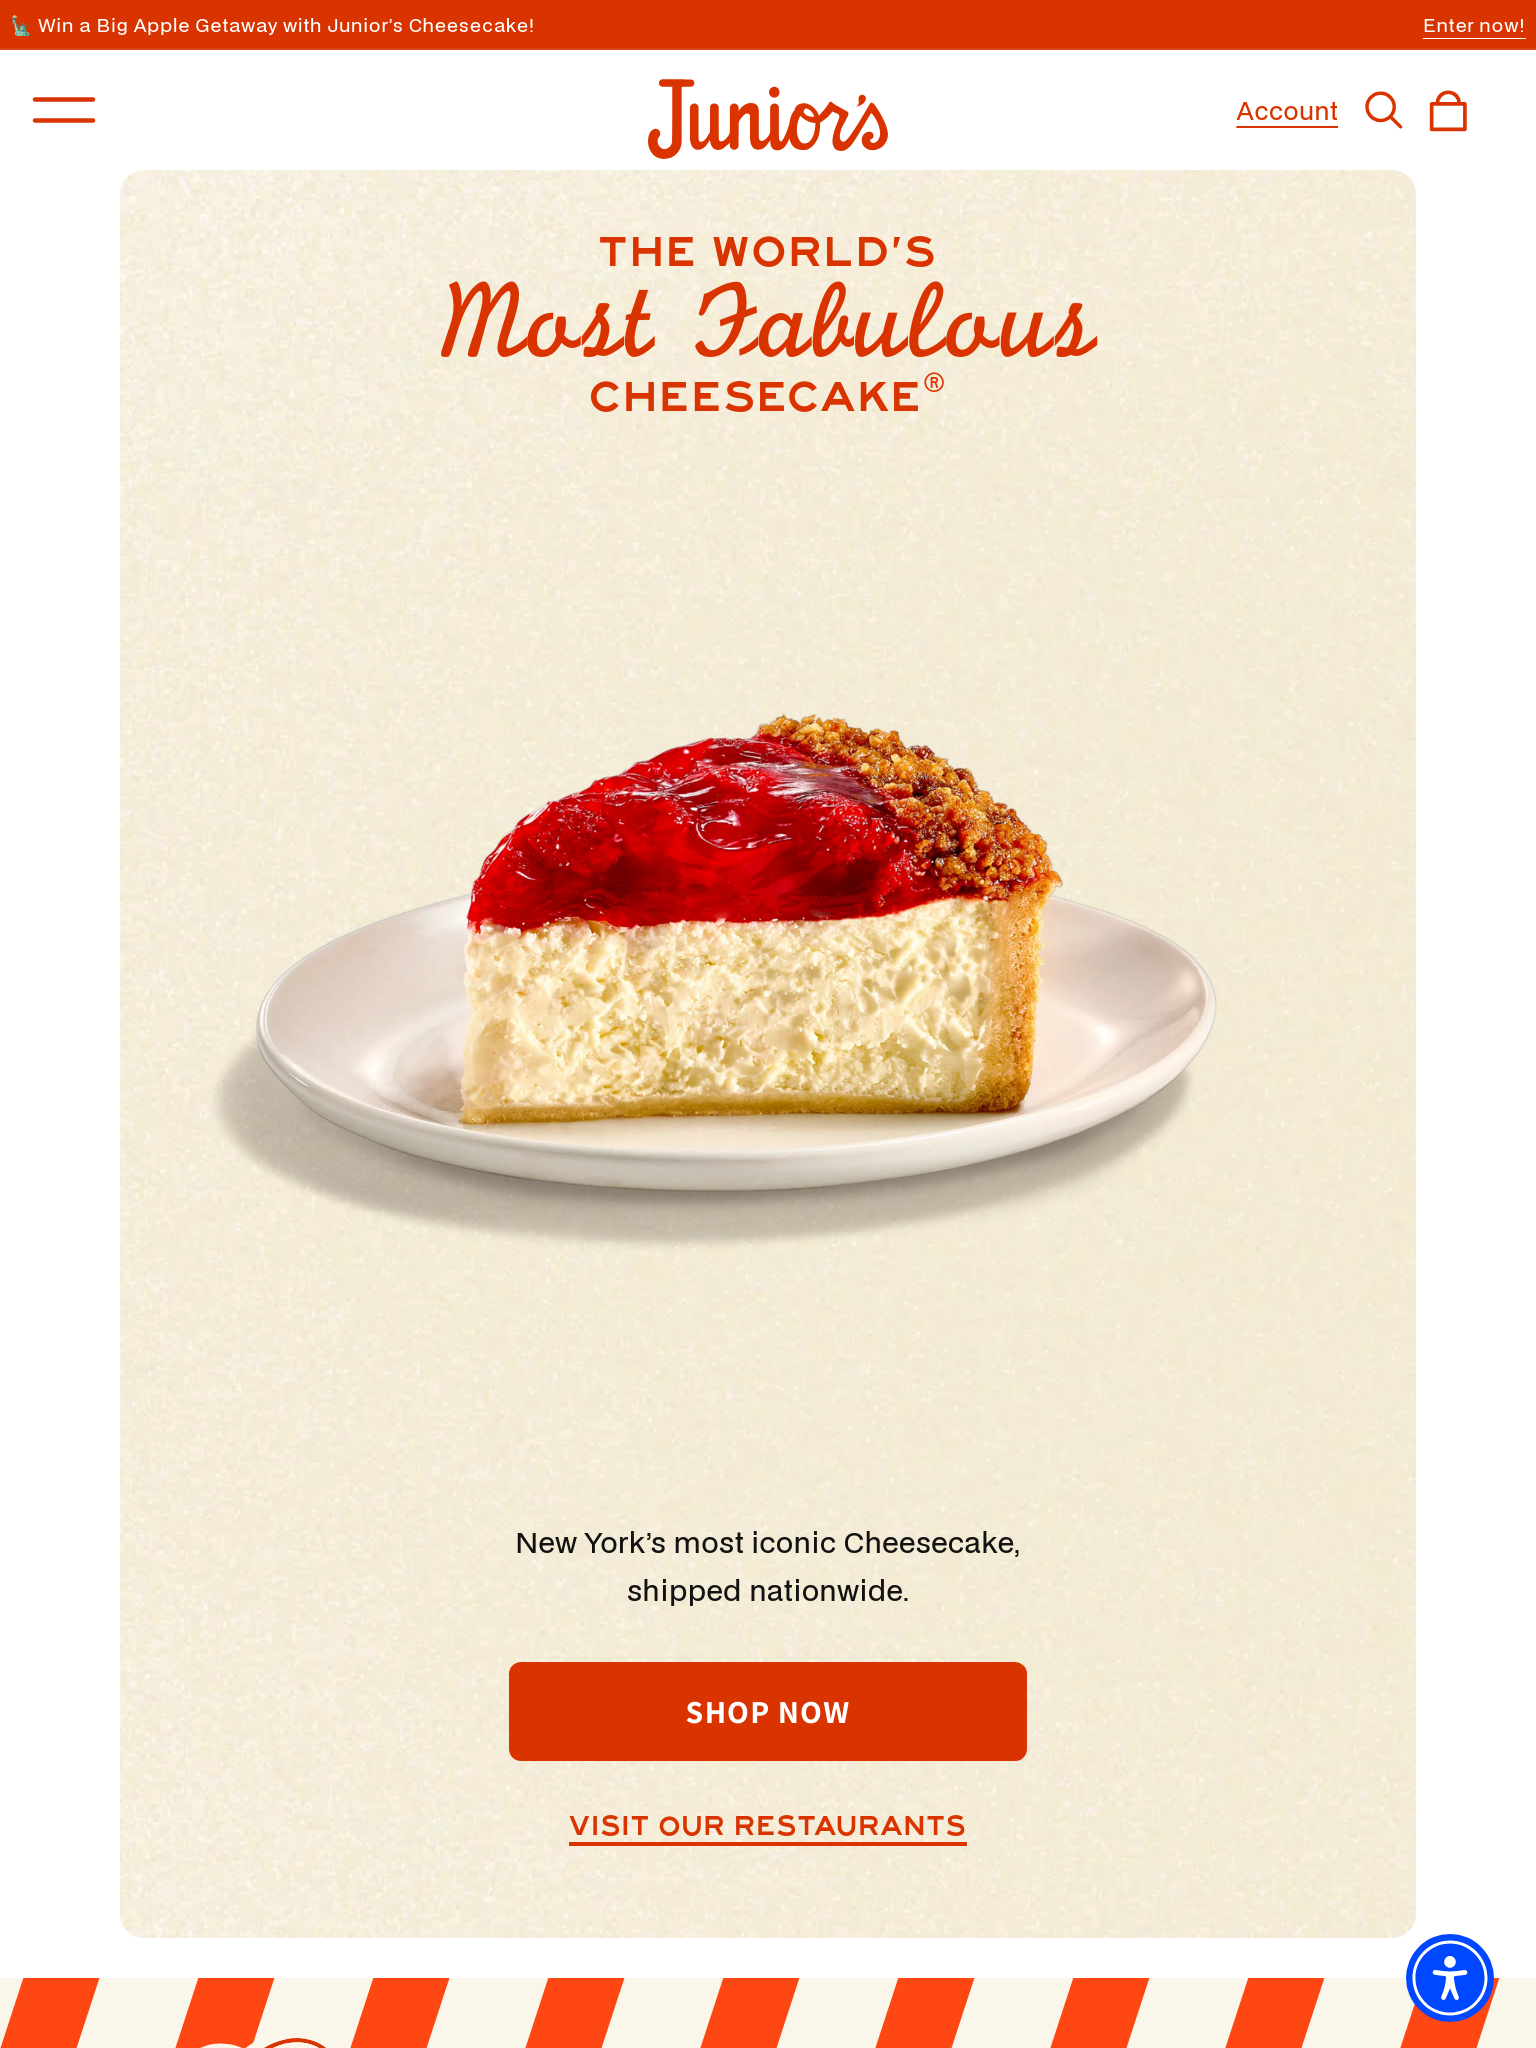 🗽 Win a Big Apple Getaway with Junior's Cheesecake!
Enter now!
Junior's
Account
THE WORLD'S
Most Fabulous
CHEESECAKE®
New York’s most iconic Cheesecake,
shipped nationwide.
SHOP NOW
VISIT OUR RESTAURANTS